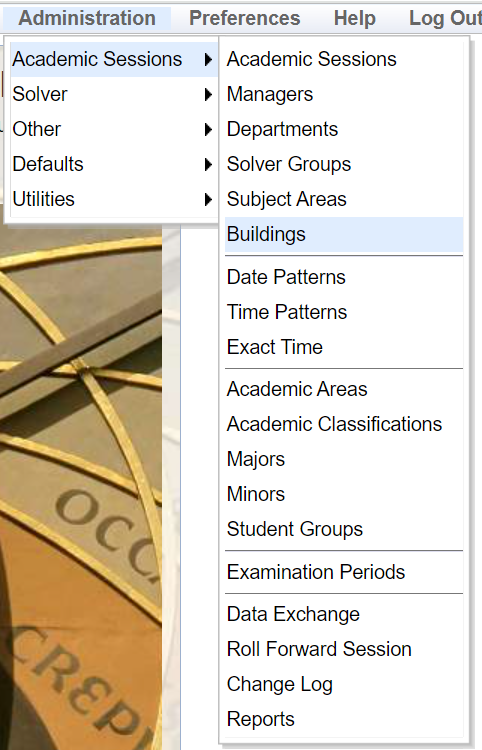 Administration Preferences Help Log Out
Academic Sessions
Solver
Other
Defaults
Utilities
Academic Sessions
Managers
Departments
Solver Groups
Subject Areas
Buildings
Date Patterns
Time Patterns
Exact Time
Academic Areas
Academic Classifications
Majors
Minors
Student Groups
Examination Periods
Data Exchange
Roll Forward Session
Change Log
Reports
OCCA
CREPU